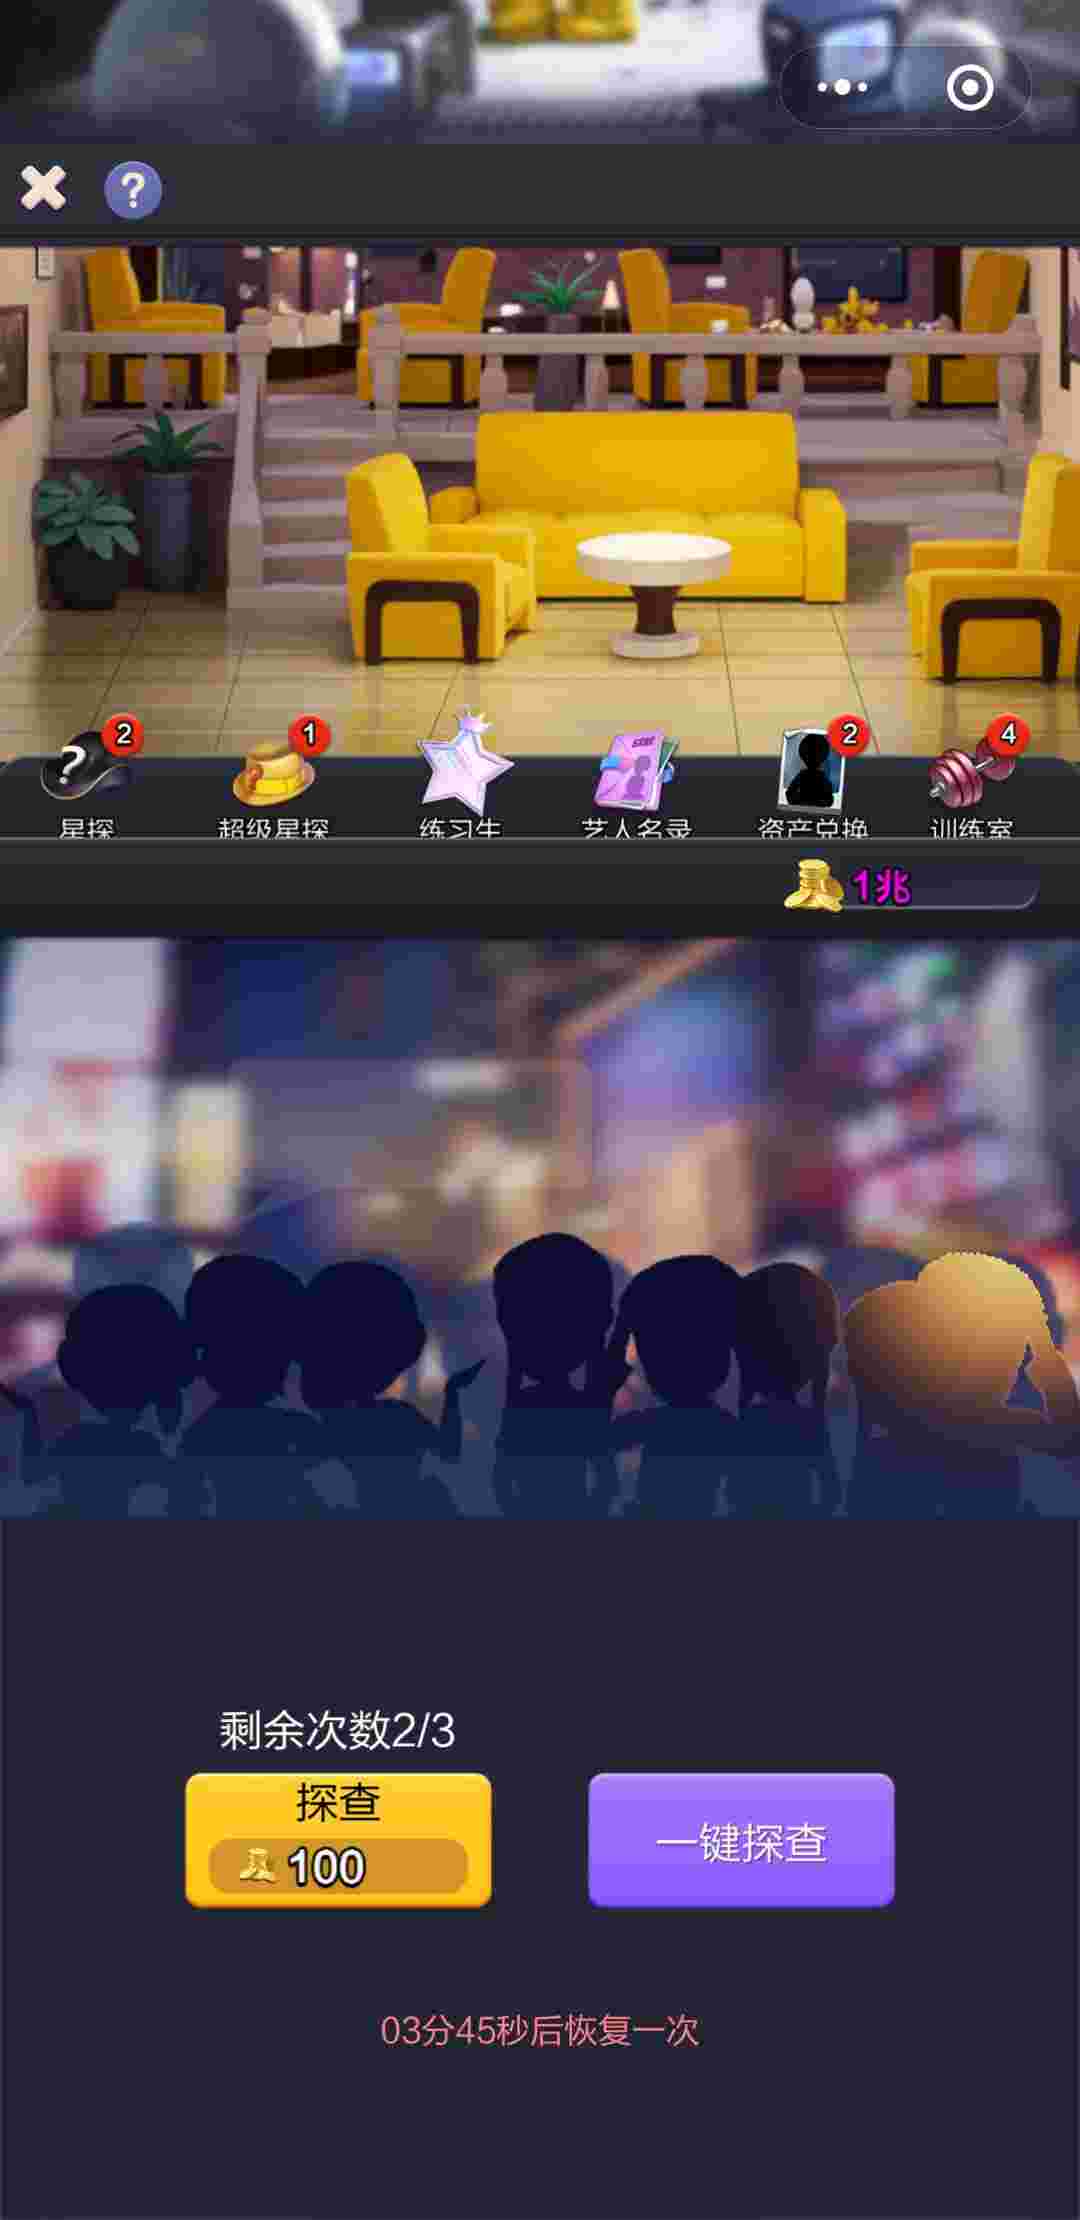 ?
2
1
2
4
?
星探
超级星探
练习生
艺人名录
资产兑换
训练室
1兆
剩余次数2/3
探查
100
一键探查
03分45秒后恢复一次